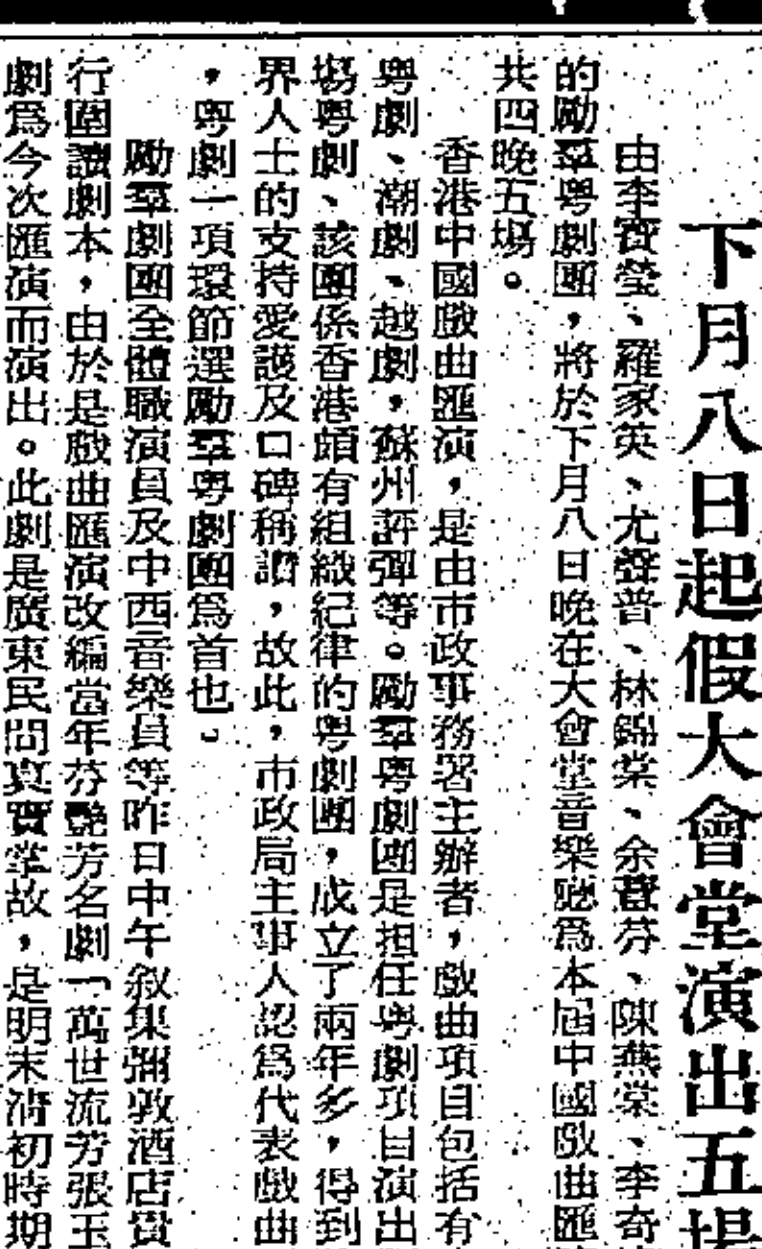 下月八日起假大會堂演出五場
由李寶瑩、羅家英、尤聲普、林錦棠、余蕙芬、陳燕棠、李奇
的勵羣粵劇團,將於下月八日晚在大會堂音樂廳為本屆中國戲曲匯
共四晚五場。
香港中國戲曲匯演,是由市政事務署主辦者,戲曲項目包括有
粵劇、潮劇、越劇,蘇州評彈等。勵羣粵劇團是担任粵劇項目演出
場粵劇、該團係香港頗有組織紀律的粵劇團,成立了兩年多,得到
界人士的支持愛護及口碑稱譜,故此,市政局主事人認為代表戲曲
,粵劇一項環節選勵羣粵劇團為首也。
勵羣劇團全體職演員及中西音樂員等昨日中午叙集彌敦酒店貴
行圍讀劇本,由於是戲曲匯演改編當年芬艷芳名劇「萬世流芳張玉
劇為今次匯演而演出。此劇是廣東民間真實掌故,是明末清初時期